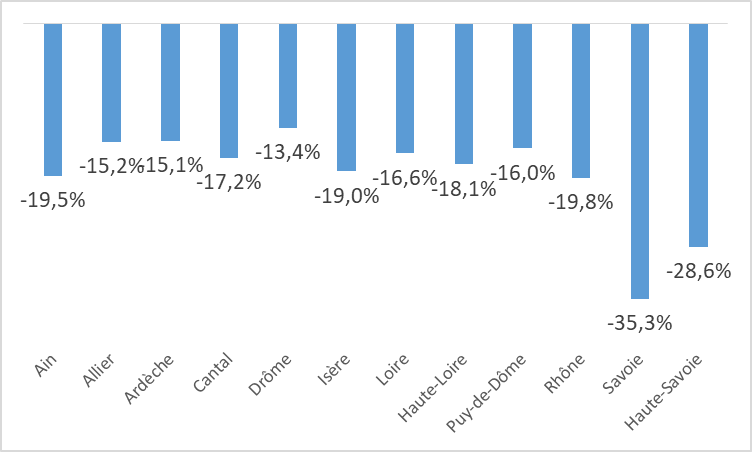 -19,5%
-15,2%
-15,1%
-17,2%
-13,4%
-19,0%
-16,6%
-18,1%
-16,0%
-19,8%
-35,3%
-28,6%
Ain
Allier
Ardèche
Cantal
Drôme
Isère
Loire
Haute-Loire
Puy-de-Dôme
Rhône
Savoie
Haute-Savoie